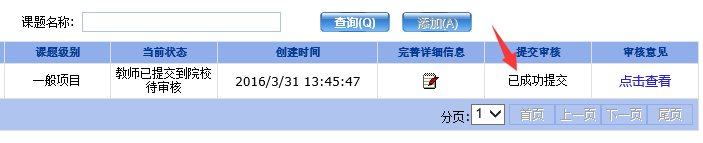 课题名称: 查询(Q) 添加(A)
课题级别 当前状态 创建时间 完善详细信息 提交审核 审核意见
一般项目 教师已提交到院校 2016/3/31 13:45:47 已成功提交 点击查看
待审核
分页: 1 首页 上一页 下一页 尾页